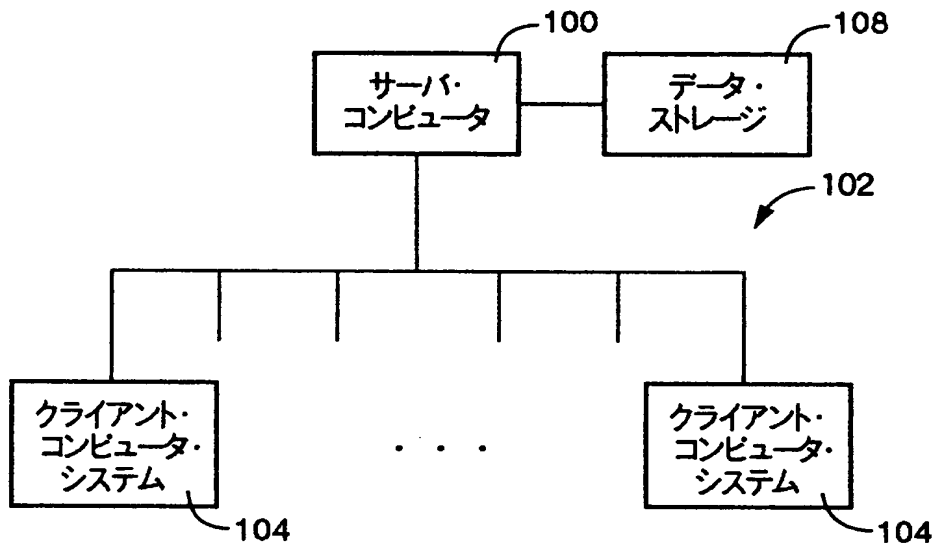 100
108
サーバ・
コンピュータ
データ・
ストレージ
102
クライアント・
コンピュータ・
システム
104
. . .
クライアント・
コンピュータ・
システム
104